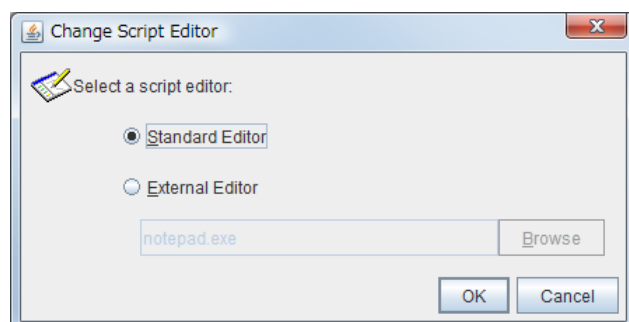 Change Script Editor
Select a script editor:
Standard Editor
External Editor
notepad.exe
Browse
OK Cancel